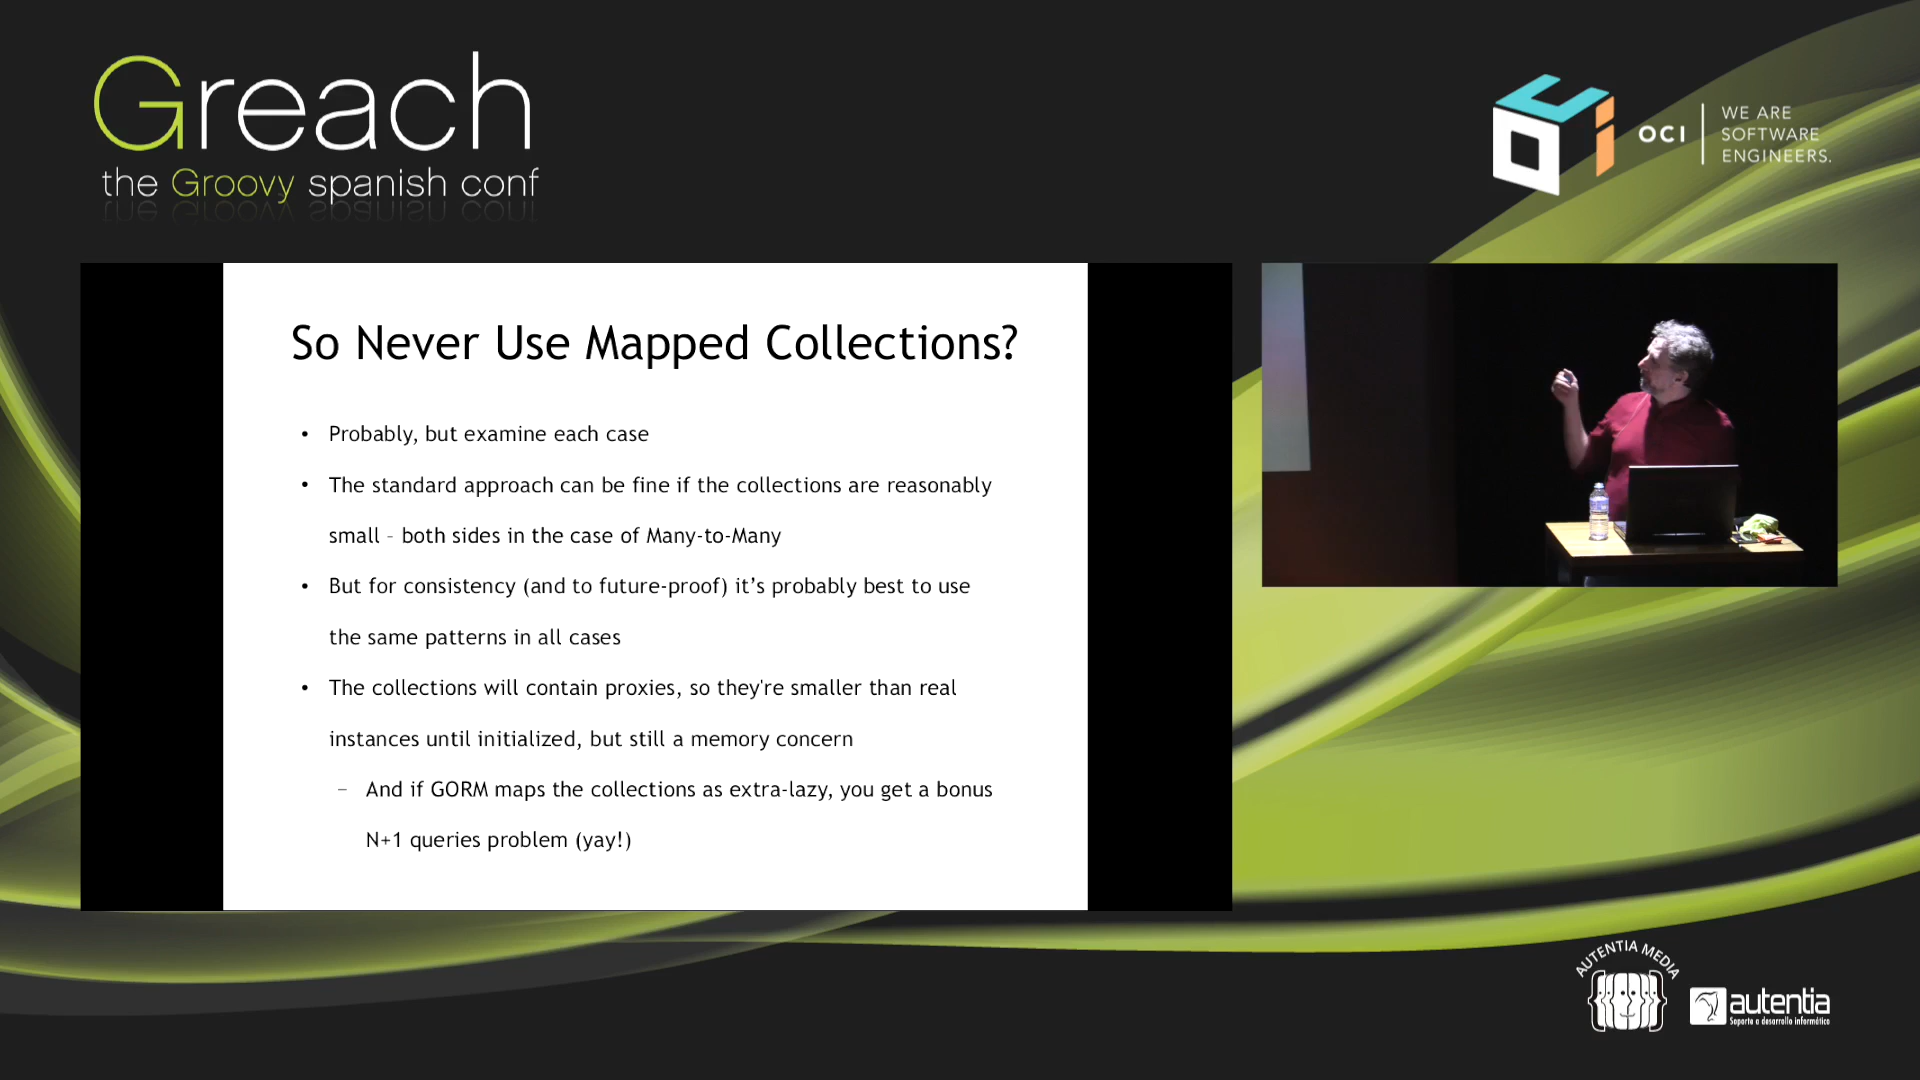 Greach
the Groovy spanish conf
OCI
WE ARE
SOFTWARE
ENGINEERS.
So Never Use Mapped Collections?
• Probably, but examine each case
• The standard approach can be fine if the collections are reasonably
small – both sides in the case of Many-to-Many
• But for consistency (and to future-proof) it’s probably best to use
the same patterns in all cases
• The collections will contain proxies, so they're smaller than real
instances until initialized, but still a memory concern
– And if GORM maps the collections as extra-lazy, you get a bonus
N+1 queries problem (yay!)
AUTENTIA MEDIA
autentia
Soporte a desarrollo informático